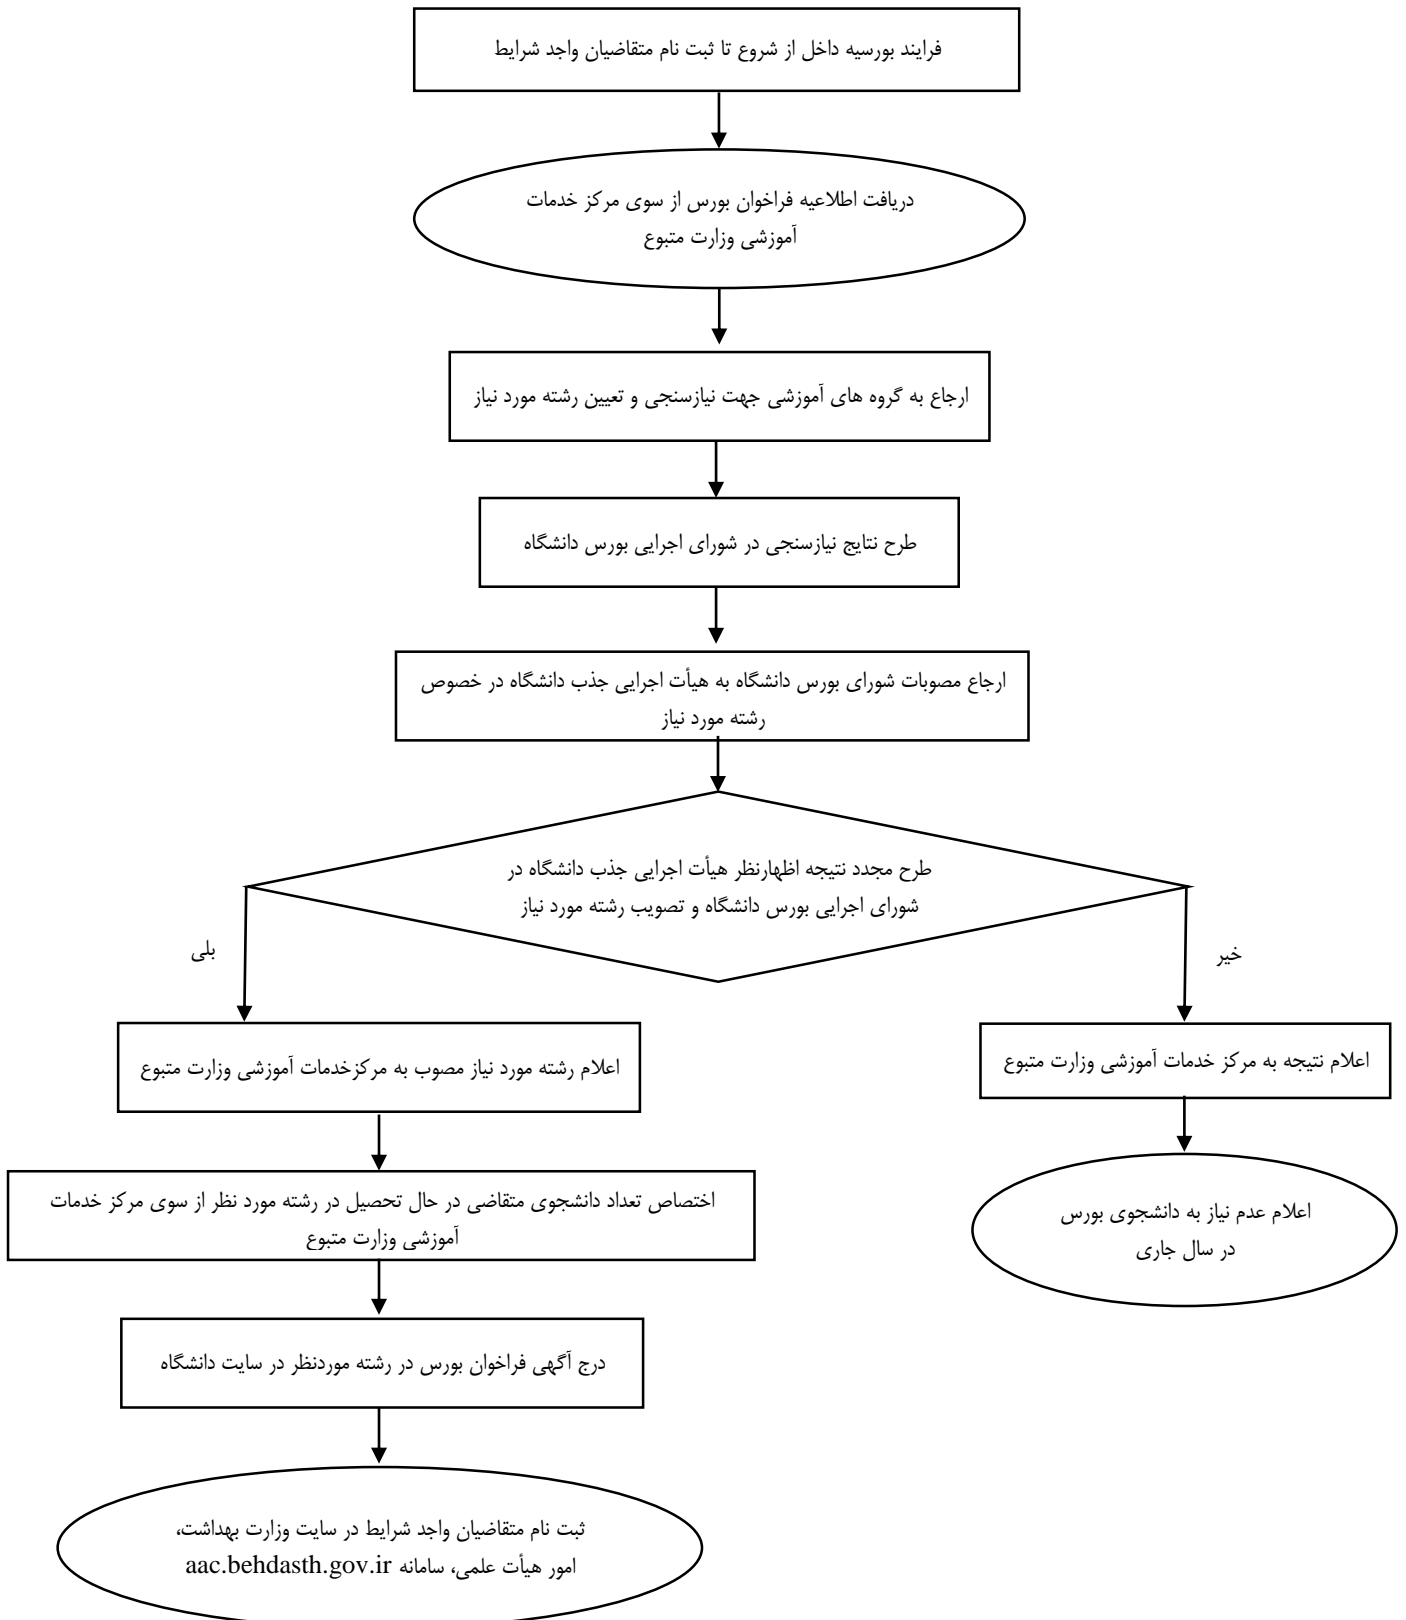 فرایند بورسیه داخل از شروع تا ثبت نام متقاضیان واجد شرایط
دریافت اطلاعیه فراخوان بورس از سوی مرکز خدمات
آموزشی وزارت متبوع
ارجاع به گروه های آموزشی جهت نیازسنجی و تعیین رشته مورد نیاز
طرح نتایج نیازسنجی در شورای اجرایی بورس دانشگاه
ارجاع مصوبات شورای بورس دانشگاه به هیأت اجرایی جذب دانشگاه در خصوص
رشته مورد نیاز
طرح مجدد نتیجه اظهارنظر هیأت اجرایی جذب دانشگاه در
شورای اجرایی بورس دانشگاه و تصویب رشته مورد نیاز
خیر
بلی
اعلام نتیجه به مرکز خدمات آموزشی وزارت متبوع
اعلام عدم نیاز به دانشجوی بورس
در سال جاری
اعلام رشته مورد نیاز مصوب به مرکزخدمات آموزشی وزارت متبوع
اختصاص تعداد دانشجوی متقاضی در حال تحصیل در رشته مورد نظر از سوی مرکز خدمات
آموزشی وزارت متبوع
درج آگهی فراخوان بورس در رشته موردنظر در سایت دانشگاه
ثبت نام متقاضیان واجد شرایط در سایت وزارت بهداشت،
امور هیأت علمی، سامانه aac.behdasth.gov.ir